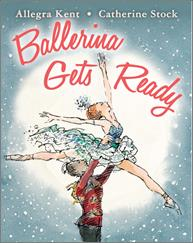 Allegra Kent • Catherine Stock
Ballerina
Gets Ready